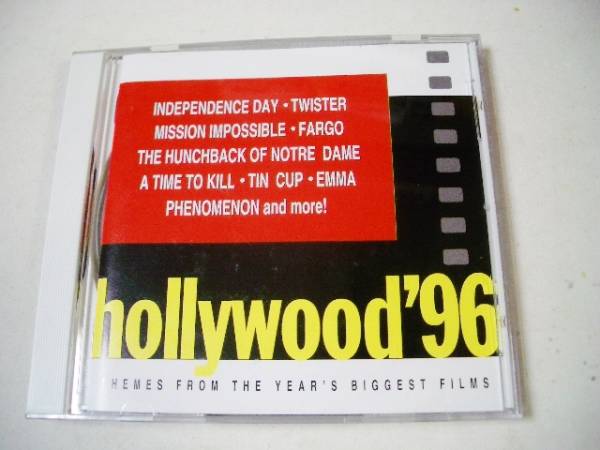 INDEPENDENCE DAY • TWISTER
MISSION IMPOSSIBLE • FARGO
THE HUNCHBACK OF NOTRE DAME
A TIME TO KILL • TIN CUP • EMMA
PHENOMENON and more!
hollywood'96
HEMES FROM THE YEAR'S BIGGEST FILMS